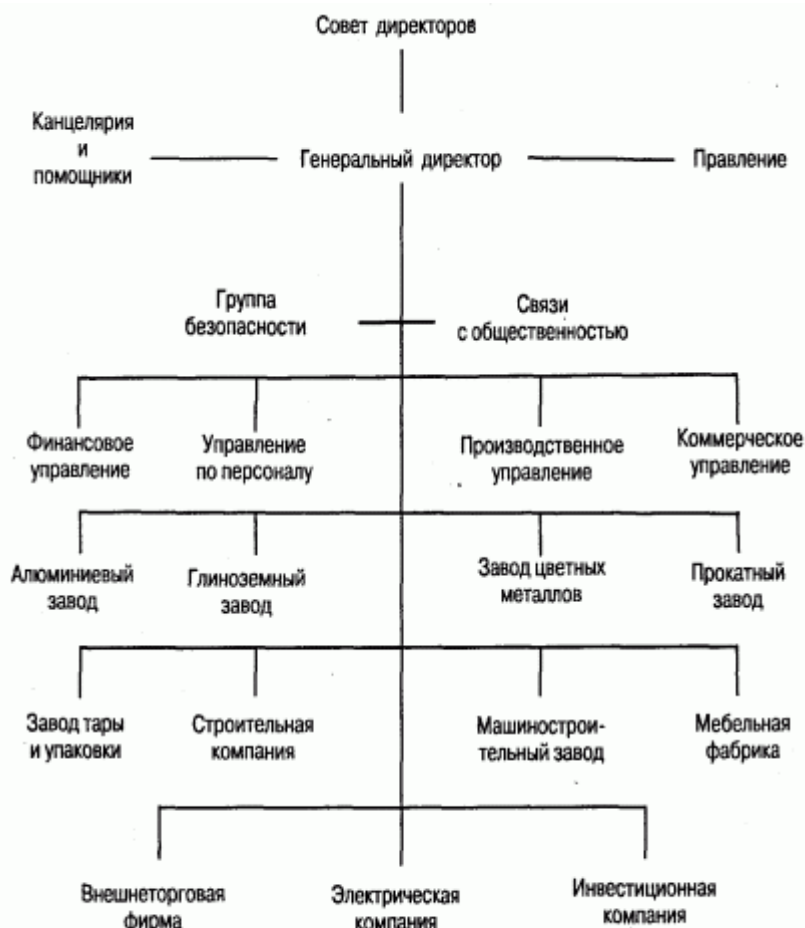 Совет директоров
Канцелярия
и
помощники
Генеральный директор
Правление
Группа
безопасности
Связи
с общественностью
Финансовое
управление
Управление
по персоналу
Производственное
управление
Коммерческое
управление
Алюминиевый
завод
Глиноземный
завод
Завод цветных
металлов
Прокатный
завод
Завод тары
и упаковки
Строительная
компания
Машинострои-
тельный завод
Мебельная
фабрика
Внешнеторговая
фирма
Электрическая
компания
Инвестиционная
компания